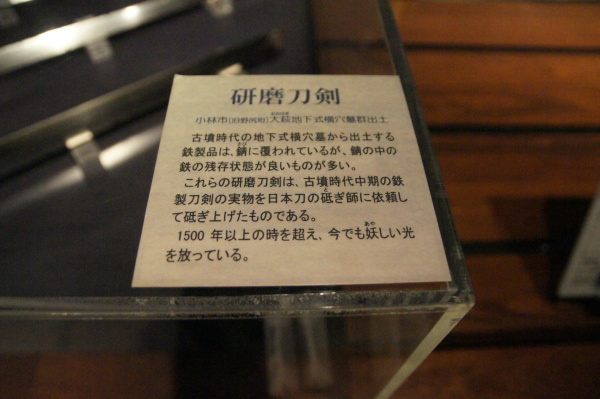 研磨刀剣
小林市(旧野尻町)大萩地下式横穴墓群出土
古墳時代の地下式横穴墓から出土する
鉄製品は、錆に覆われているが、錆の中の
鉄の残存状態が良いものが多い。
これらの研磨刀剣は、古墳時代中期の鉄
製刀剣の実物を日本刀の砥ぎ師に依頼し
て砥ぎ上げたものである。
1500 年以上の時を超え、今でも妖しい光
を放っている。